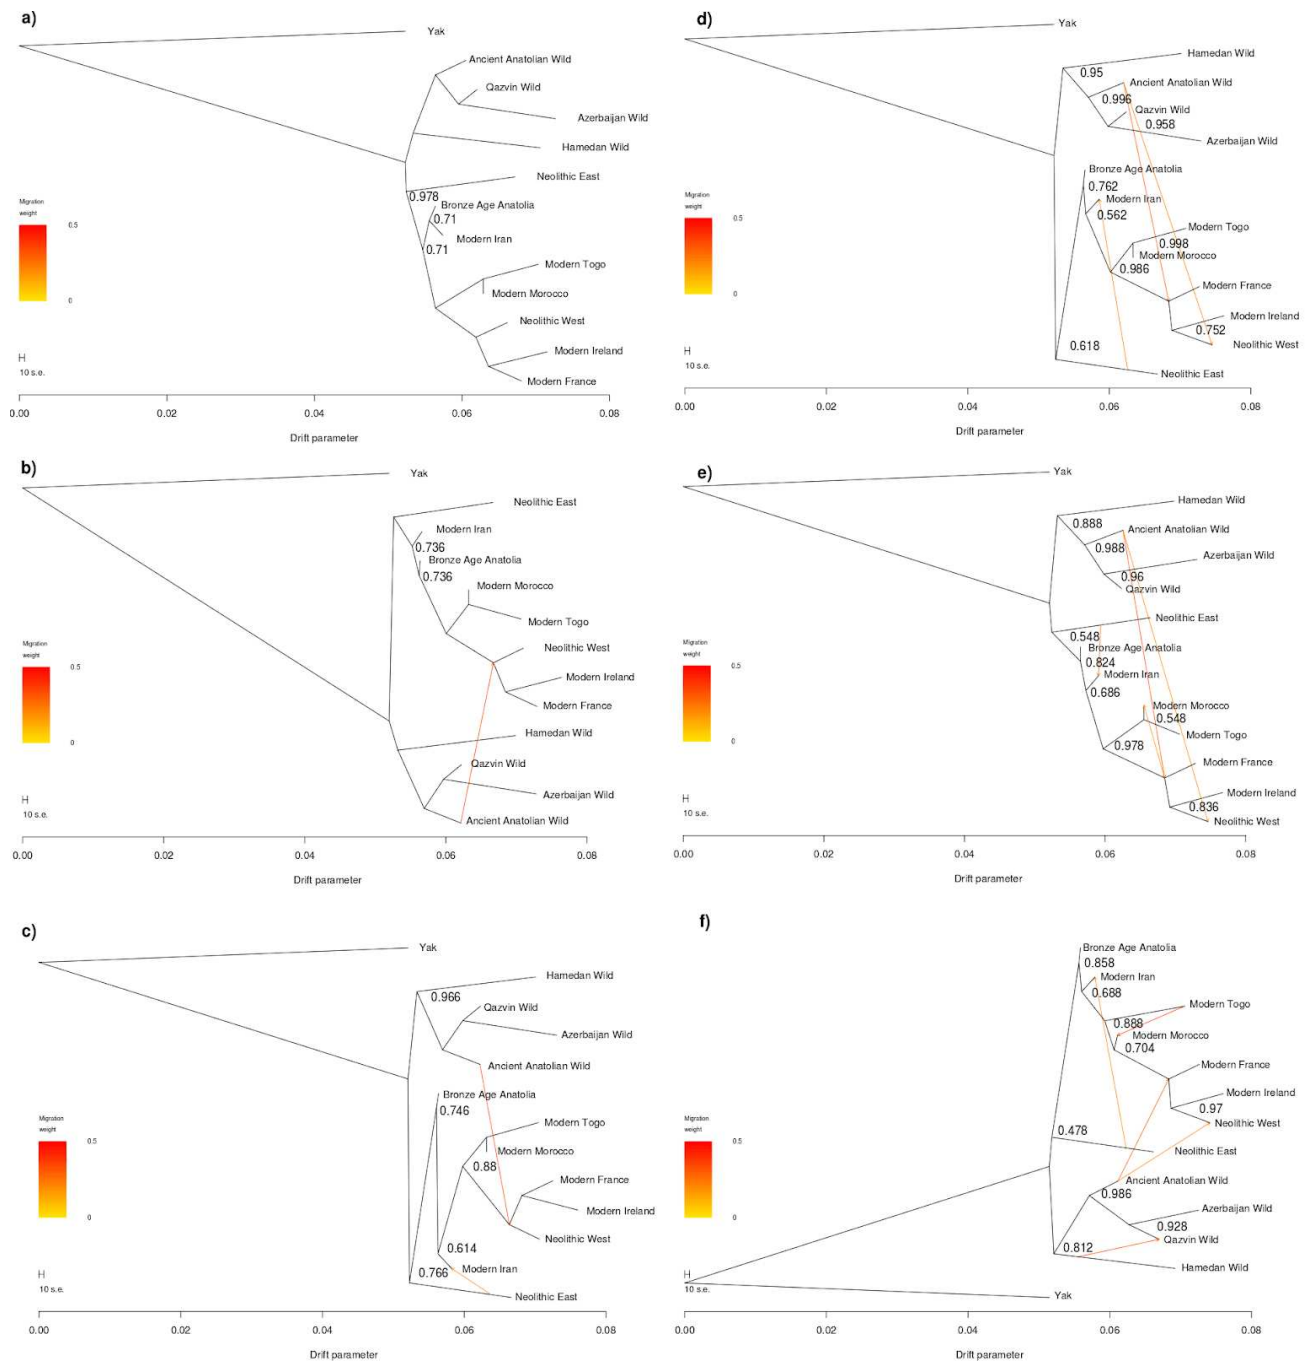 a)
Yak
Ancient Anatolian Wild
Qazvin Wild
Azerbaijan Wild
Hamedan Wild
Neolithic East
0.978
Bronze Age Anatolia
0.71
Modern Iran
0.71
Modern Togo
Modern Morocco
Neolithic West
Modern Ireland
Modern France
Migration
weight
0.5
0
10 s.e.
0.00 0.02 0.04 0.06 0.08
Drift parameter
b)
Yak
Neolithic East
Modern Iran
0.736
Bronze Age Anatolia
0.736
Modern Morocco
Modern Togo
Neolithic West
Modern Ireland
Modern France
Hamedan Wild
Qazvin Wild
Azerbaijan Wild
Ancient Anatolian Wild
Migration
weight
0.5
0
10 s.e.
0.00 0.02 0.04 0.06 0.08
Drift parameter
c)
Yak
Hamedan Wild
0.966
Qazvin Wild
Azerbaijan Wild
Ancient Anatolian Wild
Bronze Age Anatolia
0.746
Modern Togo
Modern Morocco
0.88
Modern France
Modern Ireland
Neolithic West
0.614
Modern Iran
0.766
Neolithic East
Migration
weight
0.5
0
10 s.e.
0.00 0.02 0.04 0.06 0.08
Drift parameter
d)
Yak
Hamedan Wild
0.95
Ancient Anatolian Wild
0.996
Qazvin Wild
0.958
Azerbaijan Wild
Bronze Age Anatolia
0.762
Modern Iran
0.562
Modern Togo
0.998
Modern Morocco
0.986
Modern France
Modern Ireland
0.752
Neolithic West
0.618
Neolithic East
Migration
weight
0.5
0
10 s.e.
0.00 0.02 0.04 0.06 0.08
Drift parameter
e)
Yak
Hamedan Wild
0.888
Ancient Anatolian Wild
0.988
Azerbaijan Wild
0.96
Qazvin Wild
Neolithic East
0.548
Bronze Age Anatolia
0.824
Modern Iran
0.686
Modern Morocco
0.548
Modern Togo
0.978
Modern France
Modern Ireland
0.836
Neolithic West
Migration
weight
0.5
0
10 s.e.
0.00 0.02 0.04 0.06 0.08
Drift parameter
f)
Bronze Age Anatolia
0.858
Modern Iran
0.688
Modern Togo
0.888
Modern Morocco
0.704
Modern France
Modern Ireland
0.97
Neolithic West
0.478
Neolithic East
Ancient Anatolian Wild
0.986
Azerbaijan Wild
0.928
Qazvin Wild
0.812
Hamedan Wild
Yak
Migration
weight
0.5
0
10 s.e.
0.00 0.02 0.04 0.06 0.08
Drift parameter